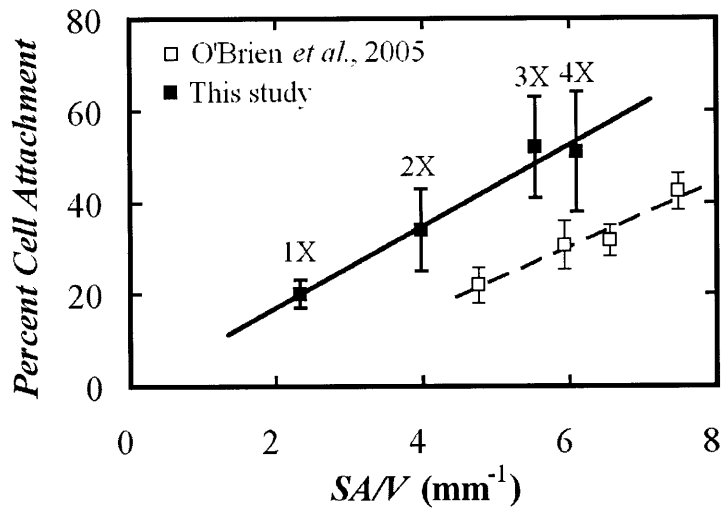 80
O'Brien et al., 2005
This study
3X 4X
60
2X
40
1X
20
0
0 2 4 6 8
Percent Cell Attachment
SA/V (mm⁻¹)